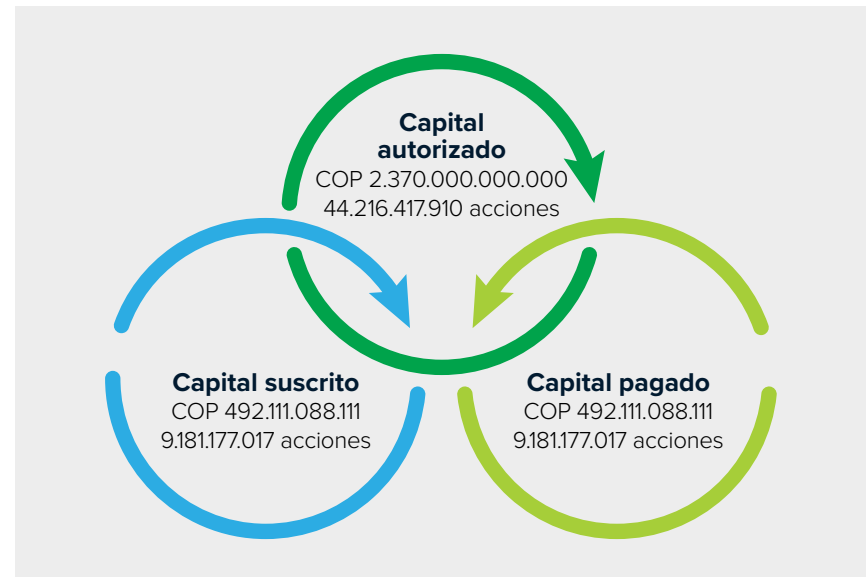 Capital
autorizado
COP 2.370.000.000.000
44.216.417.910 acciones
Capital suscrito
COP 492.111.088.111
9.181.177.017 acciones
Capital pagado
COP 492.111.088.111
9.181.177.017 acciones